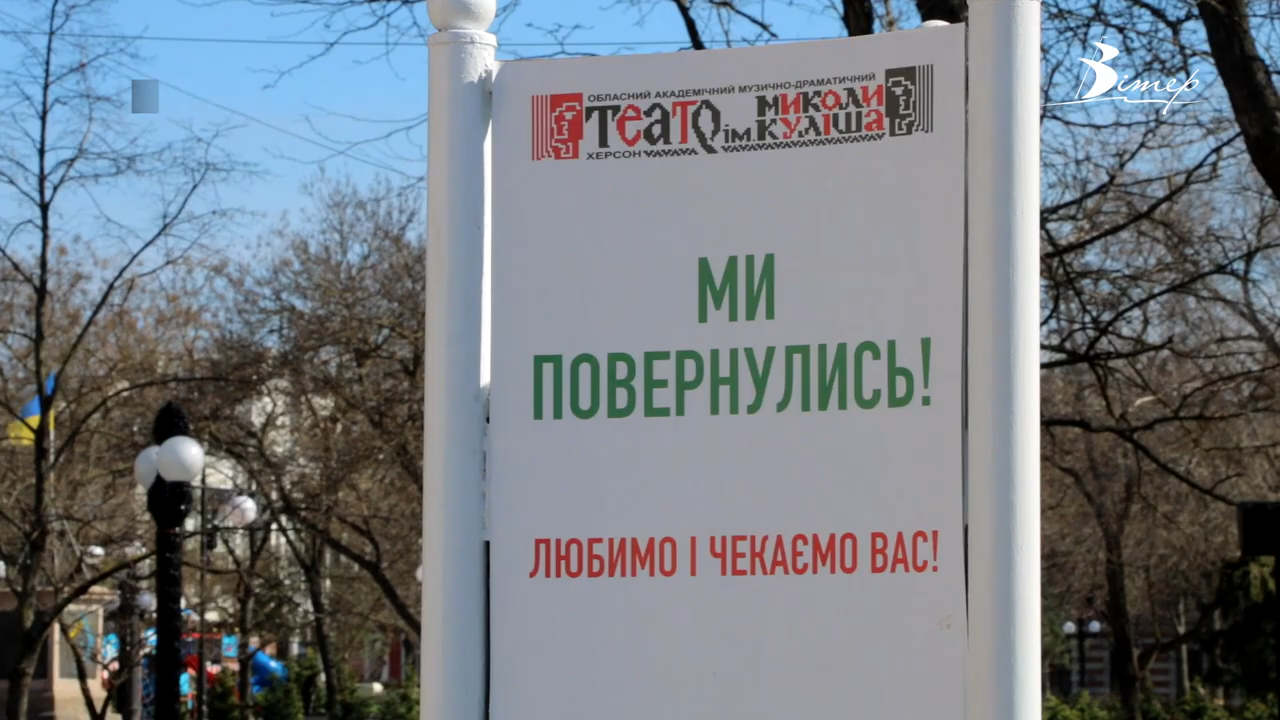 Вітер
ОБЛАСНИЙ АКАДЕМІЧНИЙ МУЗИЧНО-ДРАМАТИЧНИЙ
ТЕАТР ім. МИКОЛИ КУЛІША
ХЕРСОН
МИ
ПОВЕРНУЛИСЬ!
ЛЮБИМО І ЧЕКАЄМО ВАС!